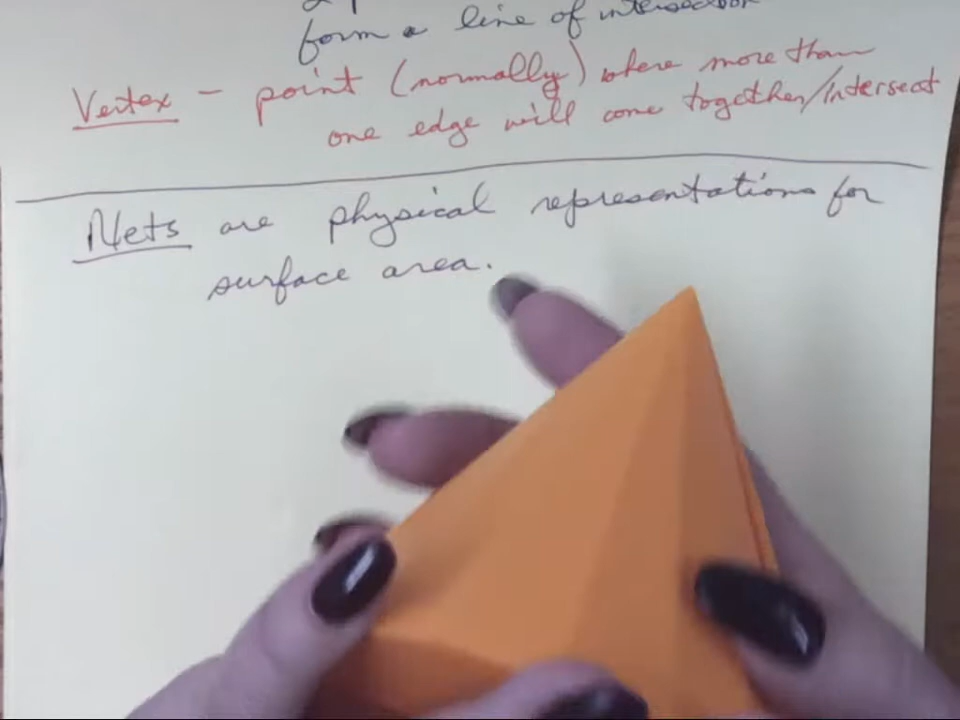 form a line of intersection
Vertex - point (normally) where more than
one edge will come together/intersect
Nets are physical representations for
surface area.